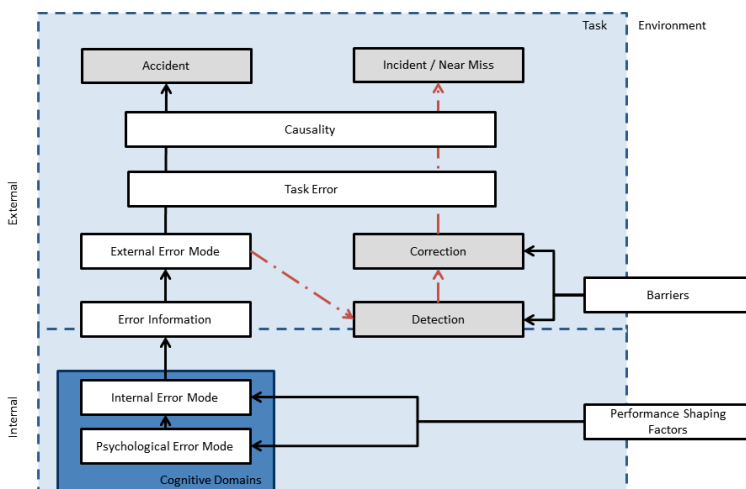 Task
Environment
Accident
Incident / Near Miss
Causality
Task Error
External
External Error Mode
Correction
Barriers
Error Information
Detection
Internal
Internal Error Mode
Performance Shaping
Factors
Psychological Error Mode
Cognitive Domains